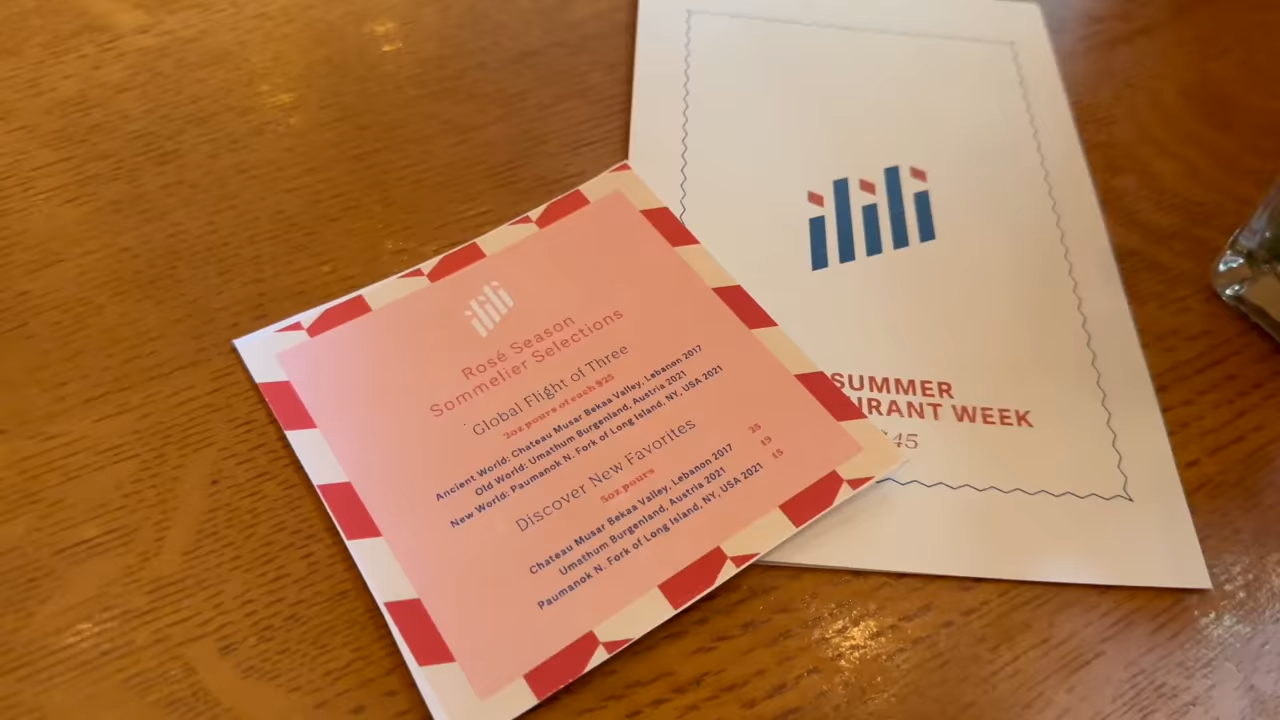 ilili
Rosé Season
Sommelier Selections
Global Flight of Three
2oz pours of each $25
Ancient World: Chateau Musar Bekaa Valley, Lebanon 2017
Old World: Umathum Burgenland, Austria 2021
New World: Paumanok N. Fork of Long Island, NY, USA 2021
Discover New Favorites
5oz pours
Chateau Musar Bekaa Valley, Lebanon 2017 25
Umathum Burgenland, Austria 2021 19
Paumanok N. Fork of Long Island, NY, USA 2021 15
ilili
SUMMER
URANT WEEK
45